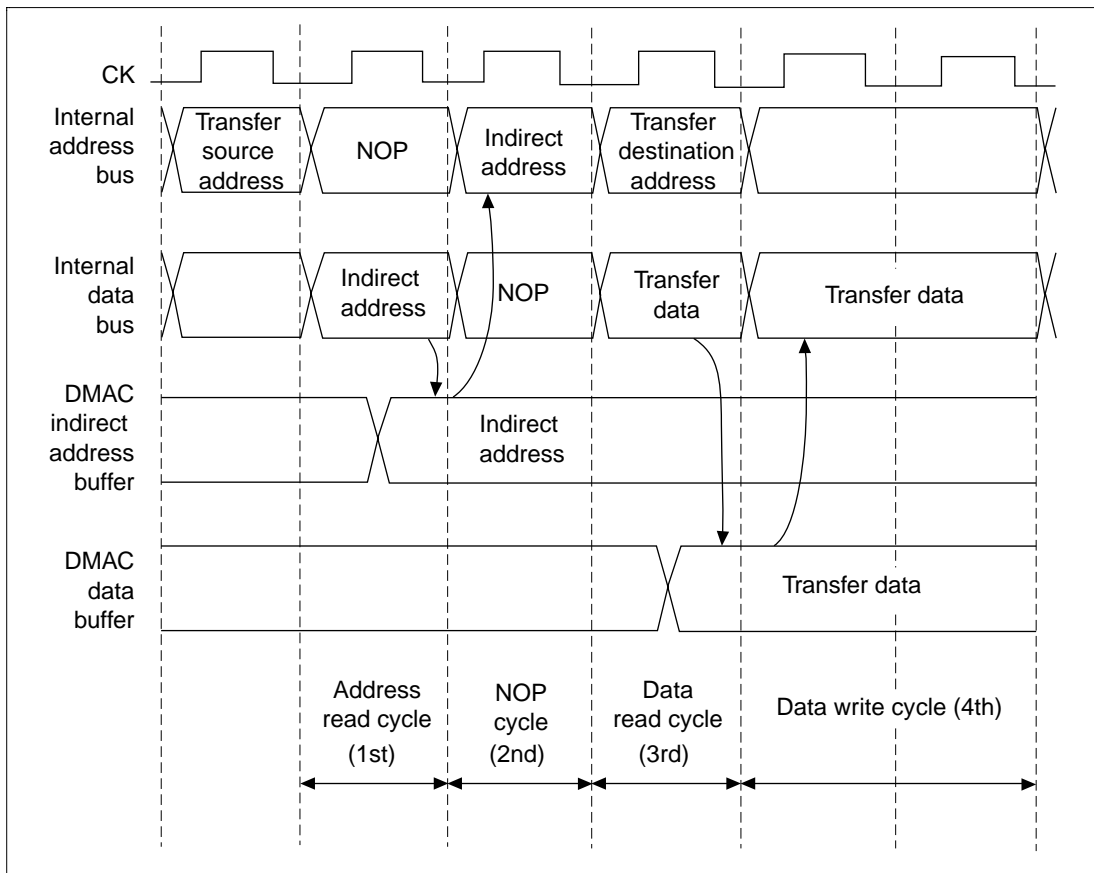 CK
Internal
address
bus
Transfer
source
address
NOP
Indirect
address
Transfer
destination
address
Internal
data
bus
Indirect
address
NOP
Transfer
data
Transfer data
DMAC
indirect
address
buffer
Indirect
address
DMAC
data
buffer
Transfer data
Address
read cycle
(1st)
NOP
cycle
(2nd)
Data
read cycle
(3rd)
Data write cycle (4th)